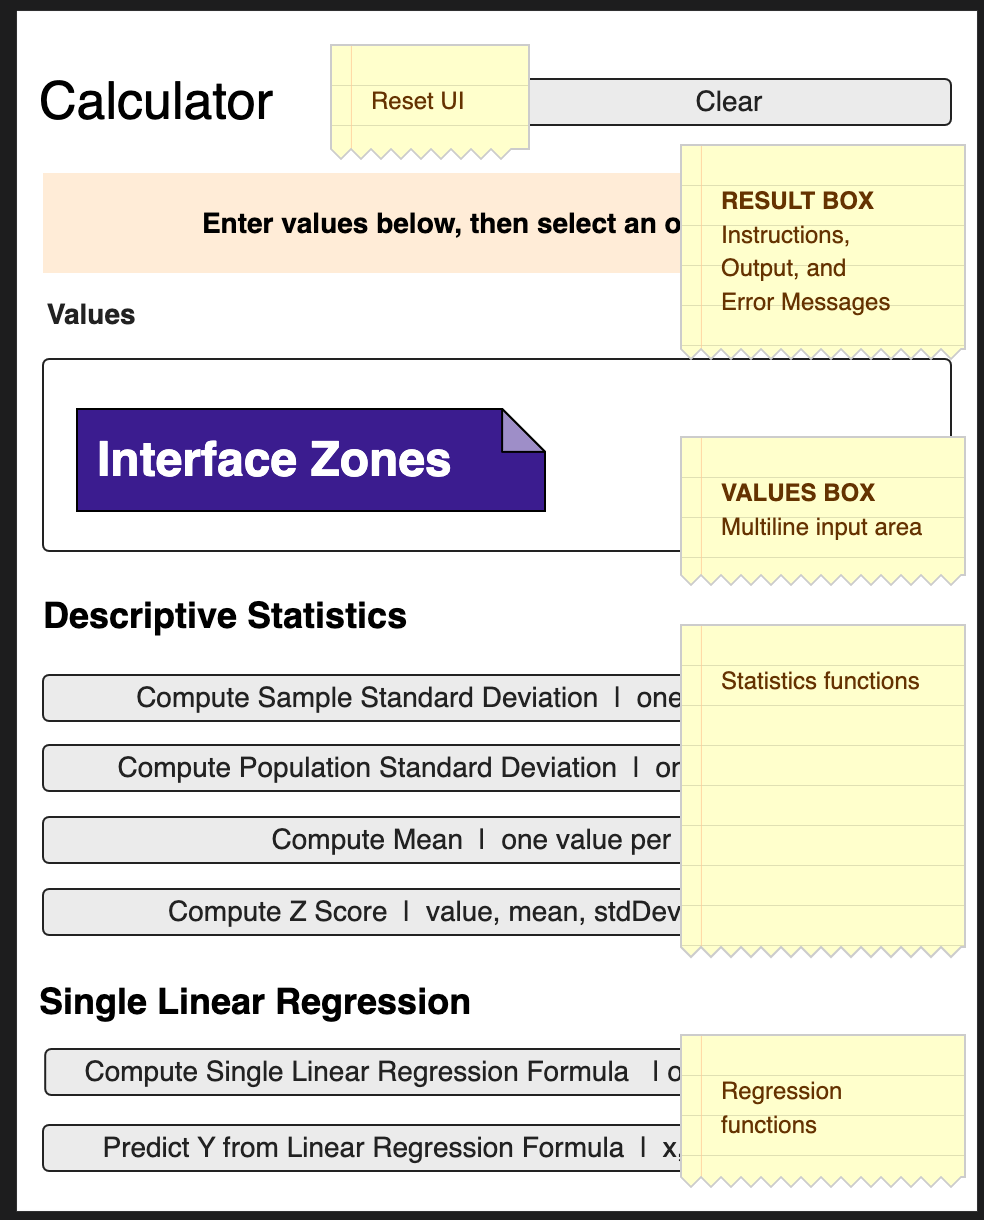 Calculator
Reset UI
Clear
Enter values below, then select an o
RESULT BOX
Instructions,
Output, and
Error Messages
Values
Interface Zones
VALUES BOX
Multiline input area
Descriptive Statistics
Statistics functions
Compute Sample Standard Deviation | one
Compute Population Standard Deviation | or
Compute Mean | one value per
Compute Z Score | value, mean, stdDev
Single Linear Regression
Compute Single Linear Regression Formula | o
Regression
functions
Predict Y from Linear Regression Formula | x,